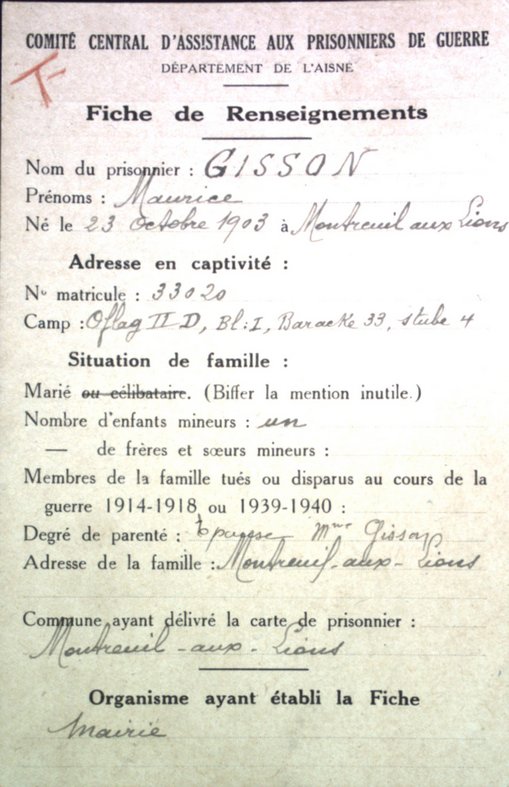 COMITÉ CENTRAL D'ASSISTANCE AUX PRISONNIERS DE GUERRE
DÉPARTEMENT DE L'AISNE
T-
Fiche de Renseignements
Nom du prisonnier : GISSON
Prénoms : Maurice
Né le 23 Octobre 1903 à Montreuil aux Lions
Adresse en captivité :
No matricule : 33020
Camp : Oflag II D, Bl: I, Baracke 33, stube 4
Situation de famille :
Marié ou célibataire. (Biffer la mention inutile.)
Nombre d'enfants mineurs : un
— de frères et sœurs mineurs :
Membres de la famille tués ou disparus au cours de la
guerre 1914-1918 ou 1939-1940 :
Degré de parenté : Epouse Mme Gisson
Adresse de la famille : Montreuil-aux-Lions
Commune ayant délivré la carte de prisonnier :
Montreuil-aux-Lions
Organisme ayant établi la Fiche
Mairie